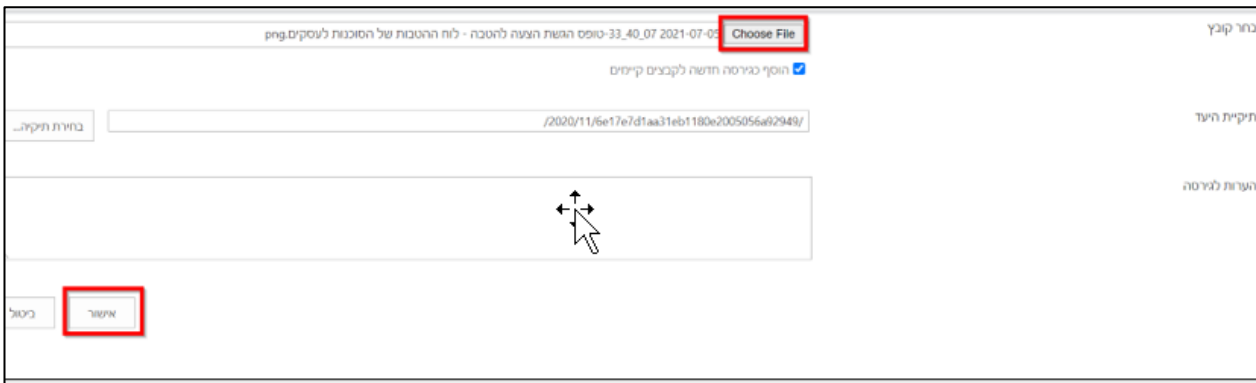 בחר קובץ
Choose File 2021-07-05 33_40_07-טופס הגשת הצעה להטבה - לוח ההטבות של הסוכנות לעסקים.png
הוסף כגירסה חדשה לקבצים קיימים
תיקיית היעד
/2020/11/6e17e7d1aa31eb1180e2005056a92949/
בחירת תיקיה...
הערות לגירסה
אישור
ביטול